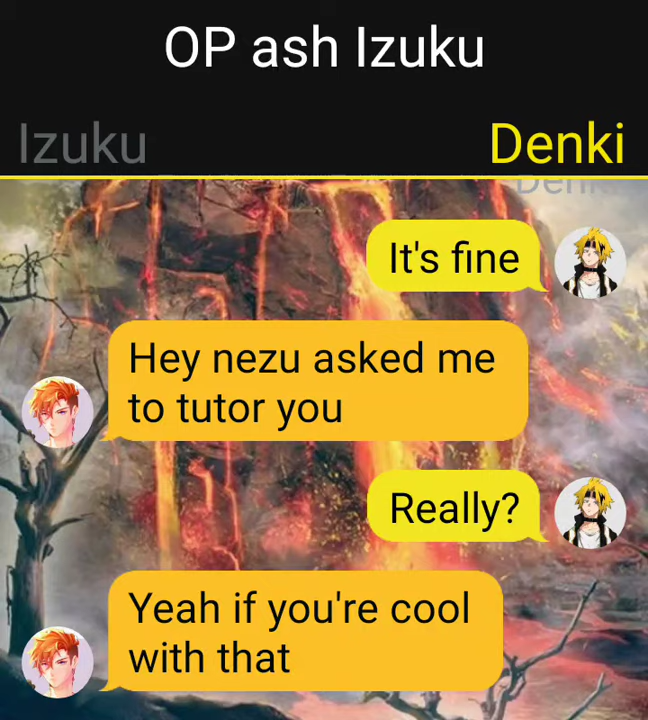 OP ash Izuku
Izuku
Denki
Denki
It's fine
Hey nezu asked me
to tutor you
Really?
Yeah if you're cool
with that